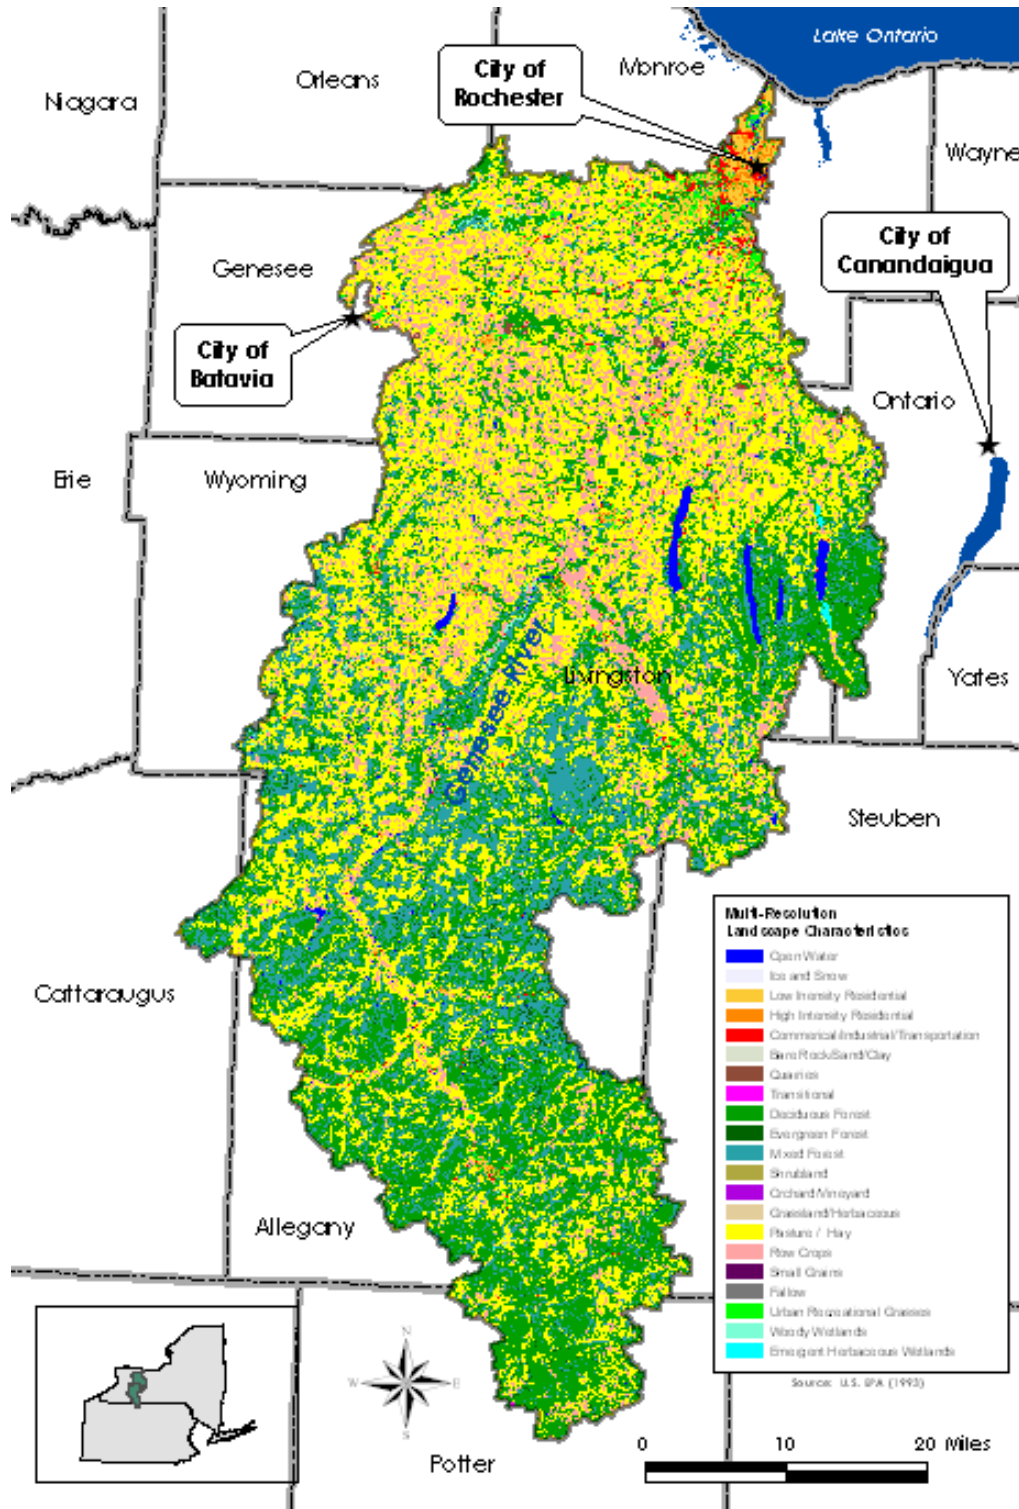 Lake Ontario
City of
Rochester
Monroe
Orleans
Niagara
Wayne
City of
Canandaigua
Genesee
City of
Batavia
Ontario
Erie
Wyoming
Genesee River
Livingston
Yates
Steuben
Cattaraugus
Allegany
Potter
Multi-Resolution
Landscape Characteristics
Open Water
Ice and Snow
Low Intensity Residential
High Intensity Residential
Commerical/Industrial/Transportation
Bare Rock/Sand/Clay
Quarries
Transitional
Deciduous Forest
Evergreen Forest
Mixed Forest
Shrubland
Orchard/Vineyard
Grassland/Herbaceous
Pasture / Hay
Row Crops
Small Grains
Fallow
Urban Recreational Grasses
Woody Wetlands
Emergent Herbaceous Wetlands
Source: U.S. EPA (1993)
N
W E
S
0 10 20 Miles